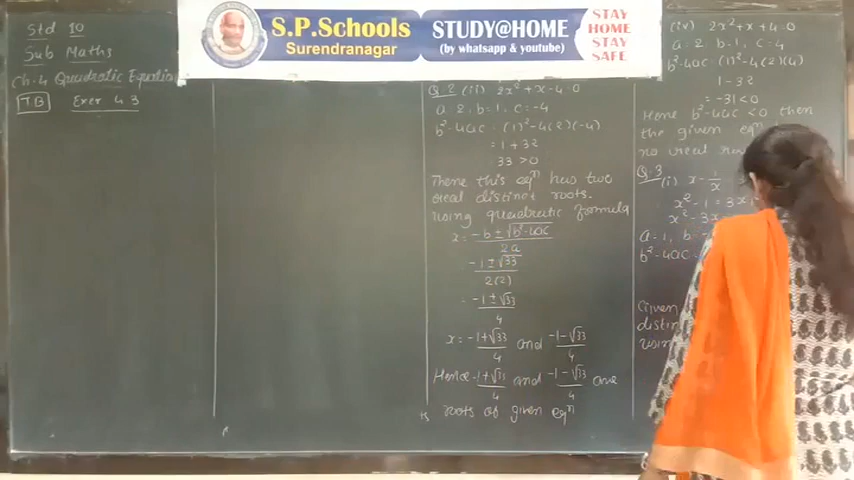 Std 10
Sub Maths
Ch-4 Quadratic Equation
TB Exer 4.3
S.P.Schools
Surendranagar
STUDY@HOME
(by whatsapp & youtube)
STAY
HOME
STAY
SAFE
Q.2 (ii) 2x² + x - 4 = 0
a = 2, b = 1, c = -4
b² - 4ac = (1)² - 4(2)(-4)
= 1 + 32
33 > 0
this eqⁿ has two
real distinct roots.
Using quadratic formula
x = -b ± √b²-4ac / 2a
-1 ± √33 / 2(2)
= -1 ± √33 / 4
x = -1+√33 / 4 and -1-√33 / 4
Hence -1+√33 / 4 and -1-√33 / 4 are
roots of given eqⁿ
(iv) 2x² + x + 4 = 0
a = 2 b = 1, c = 4
b² - 4ac = (1)² - 4(2)(4)
1 - 32
= -31 < 0
Hence b² - 4ac < 0 then
the given eqⁿ
no real
Q.3
(i) x - 1/x
x² - 1 = 3x
x² - 3x
a = 1, b =
b² - 4ac
Given
distin
using